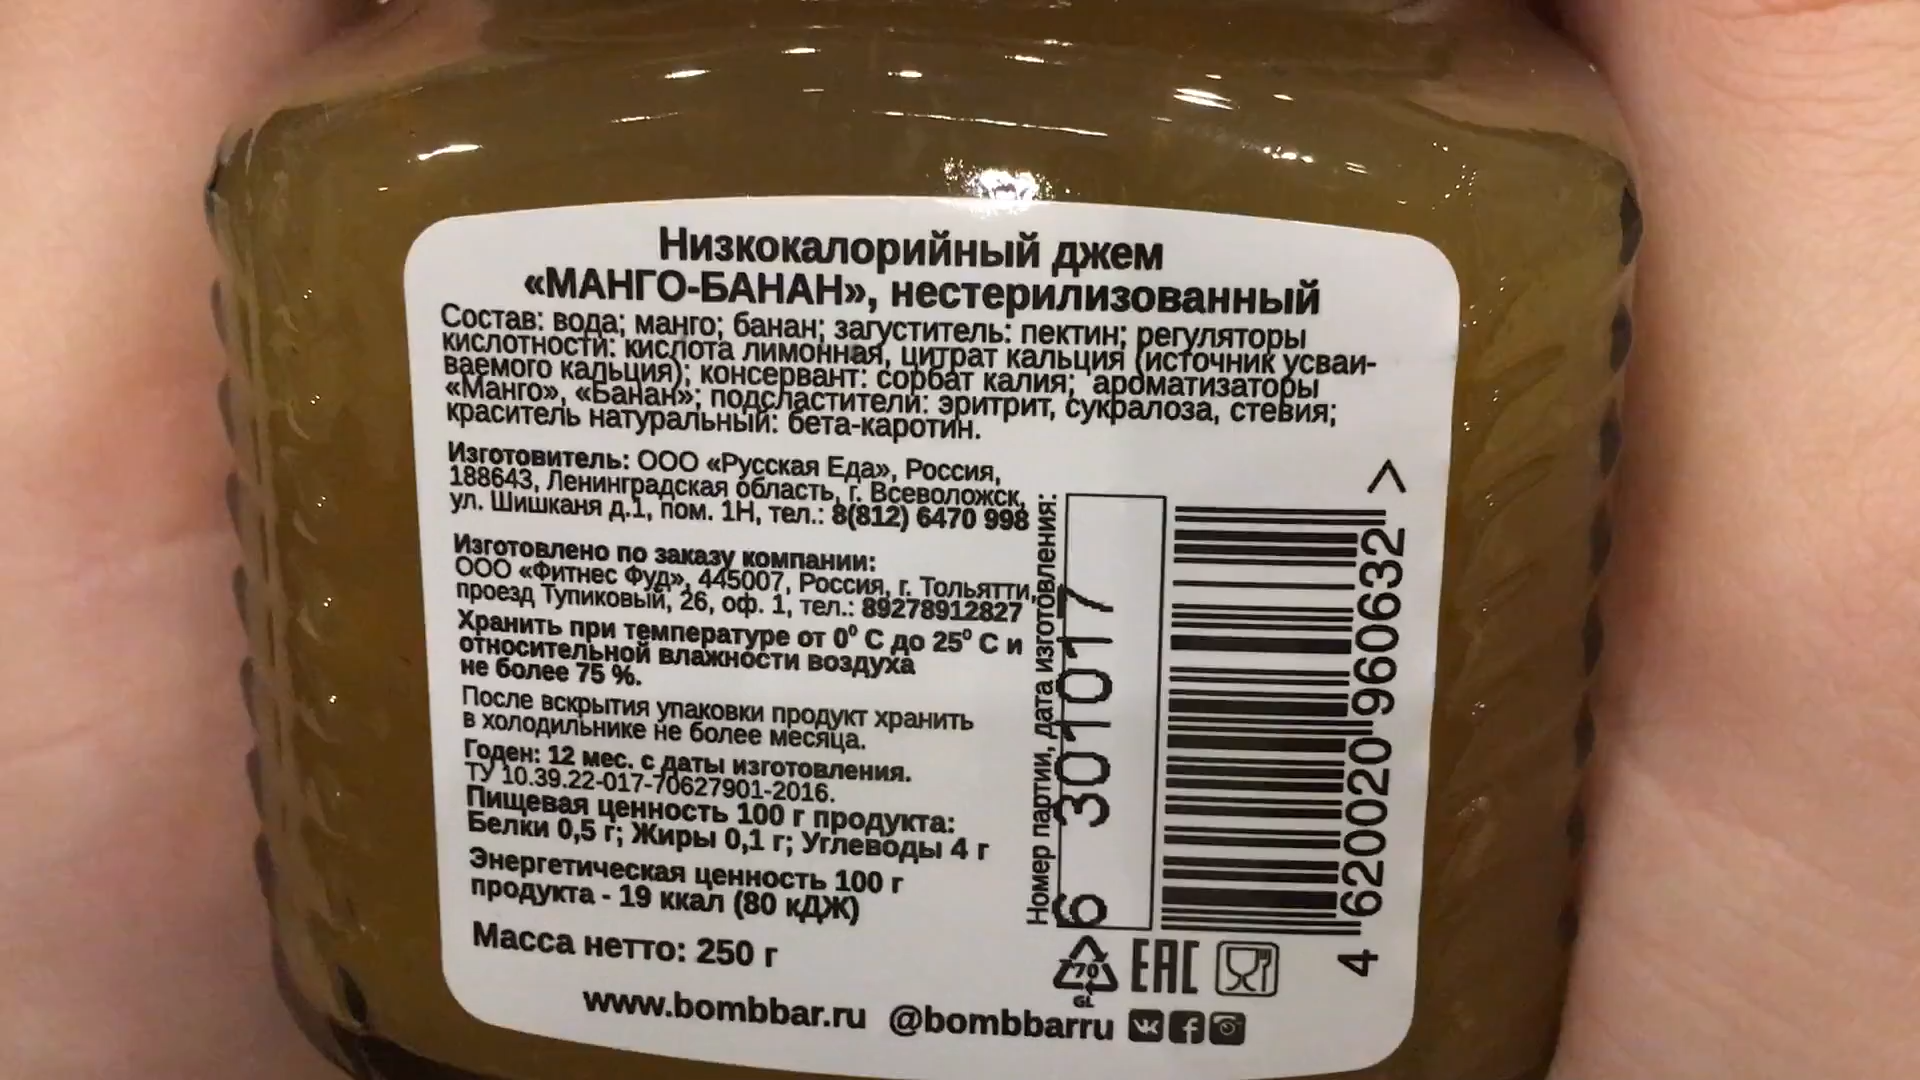 Низкокалорийный джем
«МАНГО-БАНАН», нестерилизованный
Состав: вода; манго; банан; загуститель: пектин; регуляторы
кислотности: кислота лимонная, цитрат кальция (источник усваи-
ваемого кальция); консервант: сорбат калия; ароматизаторы
«Манго», «Банан»; подсластители: эритрит, сукралоза, стевия;
краситель натуральный: бета-каротин.
Изготовитель: ООО «Русская Еда», Россия,
188643, Ленинградская область, г. Всеволожск,
ул. Шишканя д.1, пом. 1Н, тел.: 8(812) 6470 998
Изготовлено по заказу компании:
ООО «Фитнес Фуд», 445007, Россия, г. Тольятти,
проезд Тупиковый, 26, оф. 1, тел.: 89278912827
Хранить при температуре от 0⁰ С до 25⁰ С и
относительной влажности воздуха
не более 75 %.
После вскрытия упаковки продукт хранить
в холодильнике не более месяца.
Годен: 12 мес. с даты изготовления.
ТУ 10.39.22-017-70627901-2016.
Пищевая ценность 100 г продукта:
Белки 0,5 г; Жиры 0,1 г; Углеводы 4 г
Энергетическая ценность 100 г
продукта - 19 ккал (80 кДЖ)
Масса нетто: 250 г
www.bombbar.ru @bombbarru
Номер партии, дата изготовления:
6 301017
4 620020 960632 >
70
GL
EAC